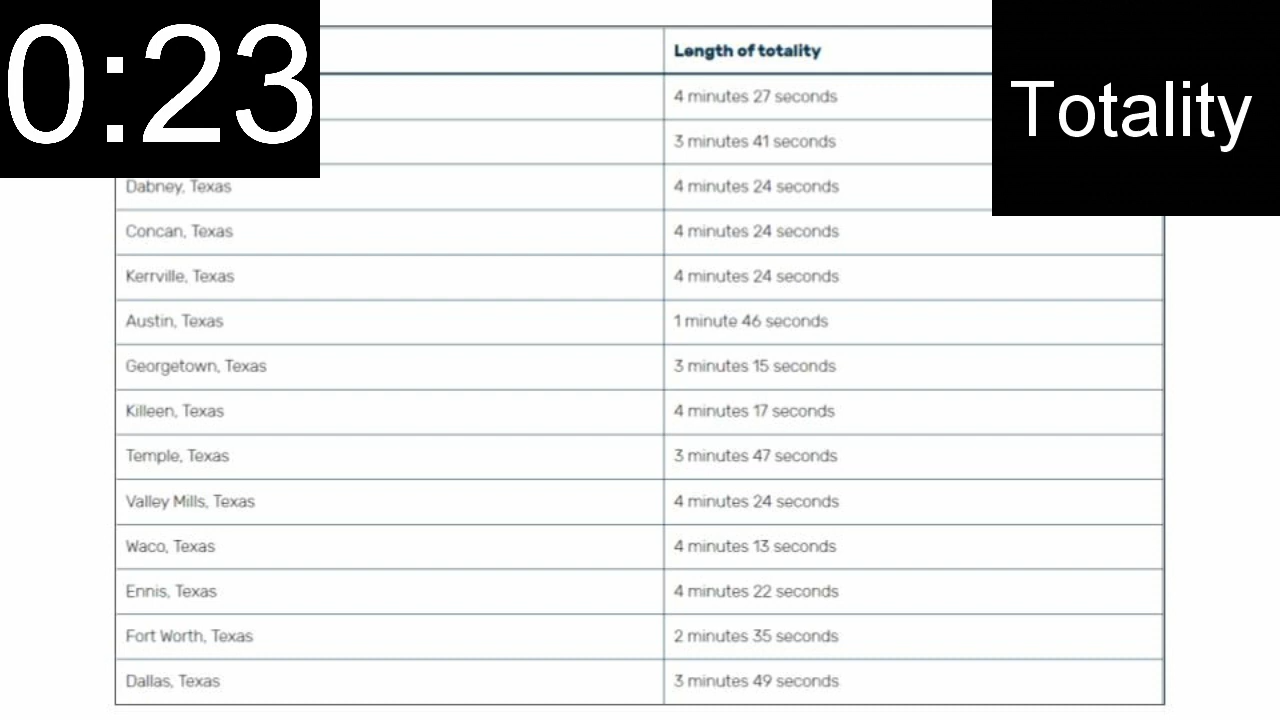 0:23
Totality
Length of totality
4 minutes 27 seconds
3 minutes 41 seconds
Dabney, Texas 4 minutes 24 seconds
Concan, Texas 4 minutes 24 seconds
Kerrville, Texas 4 minutes 24 seconds
Austin, Texas 1 minute 46 seconds
Georgetown, Texas 3 minutes 15 seconds
Killeen, Texas 4 minutes 17 seconds
Temple, Texas 3 minutes 47 seconds
Valley Mills, Texas 4 minutes 24 seconds
Waco, Texas 4 minutes 13 seconds
Ennis, Texas 4 minutes 22 seconds
Fort Worth, Texas 2 minutes 35 seconds
Dallas, Texas 3 minutes 49 seconds